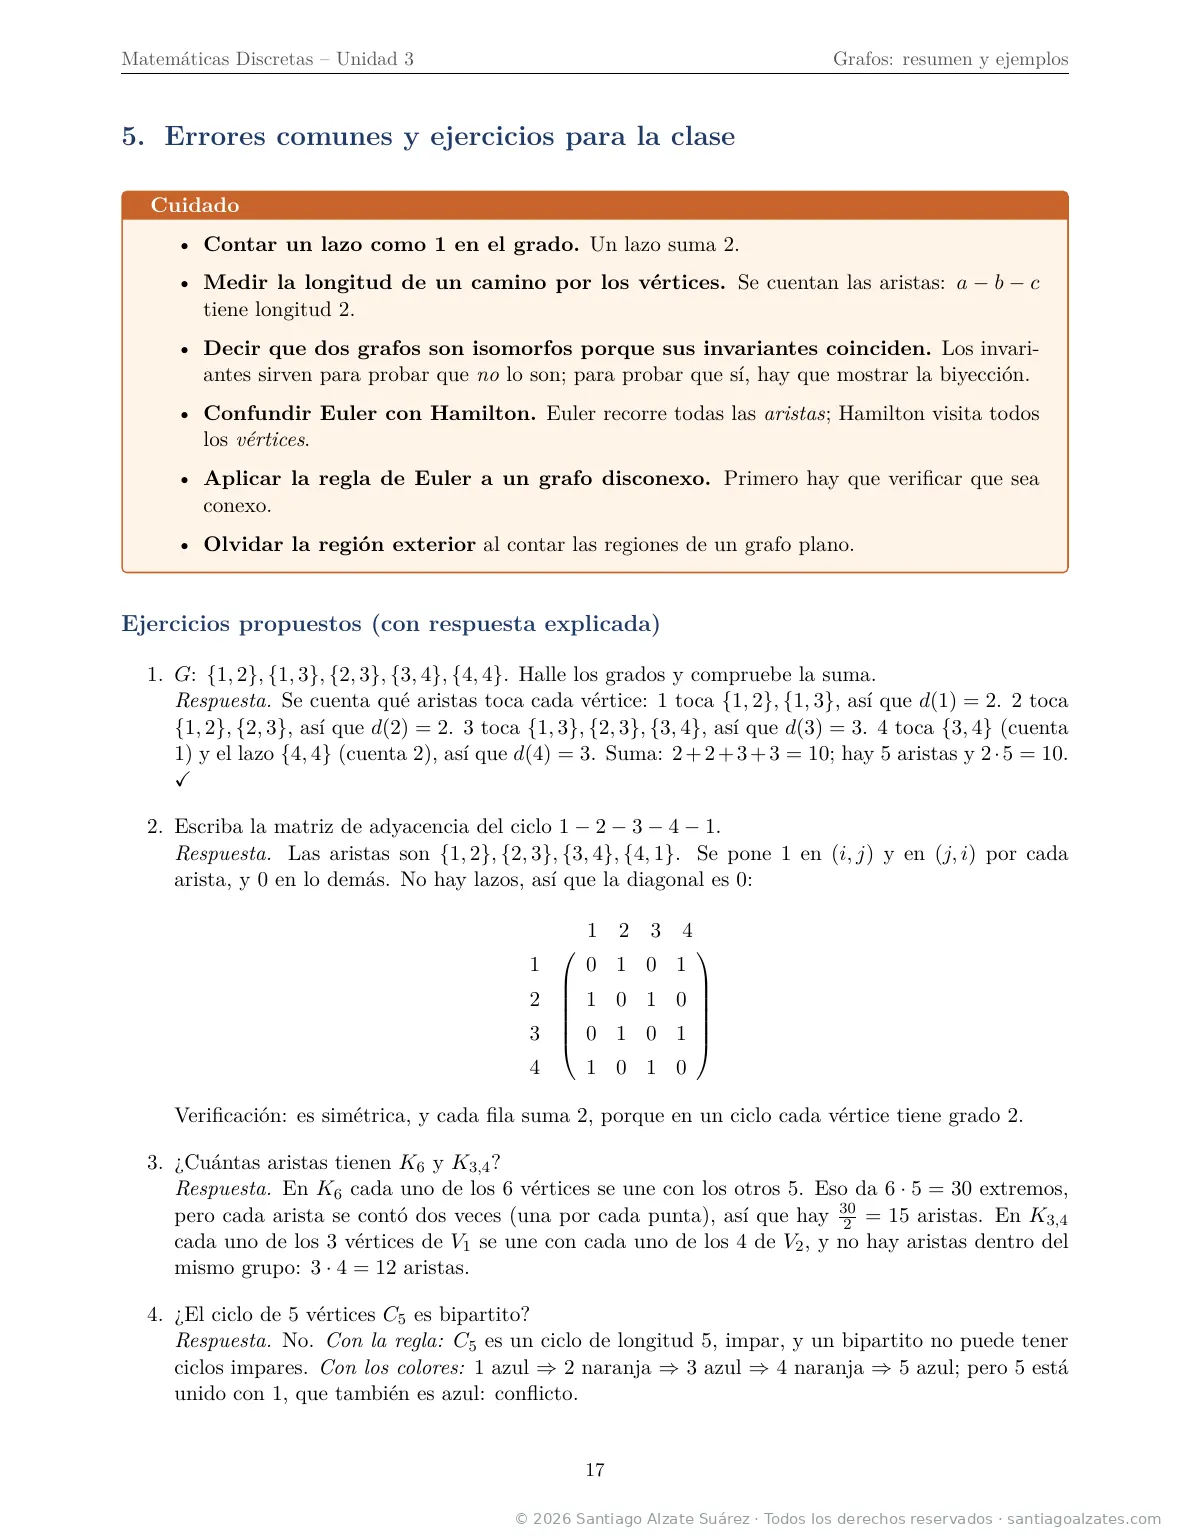 Matemáticas Discretas – Unidad 3
Grafos: resumen y ejemplos
5. Errores comunes y ejercicios para la clase
Cuidado
• Contar un lazo como 1 en el grado. Un lazo suma 2.
• Medir la longitud de un camino por los vértices. Se cuentan las aristas: a − b − c
tiene longitud 2.
• Decir que dos grafos son isomorfos porque sus invariantes coinciden. Los invari-
antes sirven para probar que no lo son; para probar que sí, hay que mostrar la biyección.
• Confundir Euler con Hamilton. Euler recorre todas las aristas; Hamilton visita todos
los vértices.
• Aplicar la regla de Euler a un grafo disconexo. Primero hay que verificar que sea
conexo.
• Olvidar la región exterior al contar las regiones de un grafo plano.
Ejercicios propuestos (con respuesta explicada)
1. G: {1, 2}, {1, 3}, {2, 3}, {3, 4}, {4, 4}. Halle los grados y compruebe la suma.
Respuesta. Se cuenta qué aristas toca cada vértice: 1 toca {1, 2}, {1, 3}, así que d(1) = 2. 2 toca
{1, 2}, {2, 3}, así que d(2) = 2. 3 toca {1, 3}, {2, 3}, {3, 4}, así que d(3) = 3. 4 toca {3, 4} (cuenta
1) y el lazo {4, 4} (cuenta 2), así que d(4) = 3. Suma: 2+2+3+3 = 10; hay 5 aristas y 2·5 = 10.
✓
2. Escriba la matriz de adyacencia del ciclo 1 − 2 − 3 − 4 − 1.
Respuesta. Las aristas son {1, 2}, {2, 3}, {3, 4}, {4, 1}. Se pone 1 en (i, j) y en (j, i) por cada
arista, y 0 en lo demás. No hay lazos, así que la diagonal es 0:
1 2 3 4
1 0 1 0 1
2 1 0 1 0
3 0 1 0 1
4 1 0 1 0
Verificación: es simétrica, y cada fila suma 2, porque en un ciclo cada vértice tiene grado 2.
3. ¿Cuántas aristas tienen K₆ y K₃,₄?
Respuesta. En K₆ cada uno de los 6 vértices se une con los otros 5. Eso da 6 · 5 = 30 extremos,
pero cada arista se contó dos veces (una por cada punta), así que hay 30/2 = 15 aristas. En K₃,₄
cada uno de los 3 vértices de V₁ se une con cada uno de los 4 de V₂, y no hay aristas dentro del
mismo grupo: 3 · 4 = 12 aristas.
4. ¿El ciclo de 5 vértices C₅ es bipartito?
Respuesta. No. Con la regla: C₅ es un ciclo de longitud 5, impar, y un bipartito no puede tener
ciclos impares. Con los colores: 1 azul ⇒ 2 naranja ⇒ 3 azul ⇒ 4 naranja ⇒ 5 azul; pero 5 está
unido con 1, que también es azul: conflicto.
17
© 2026 Santiago Alzate Suárez · Todos los derechos reservados · santiagoalzates.com